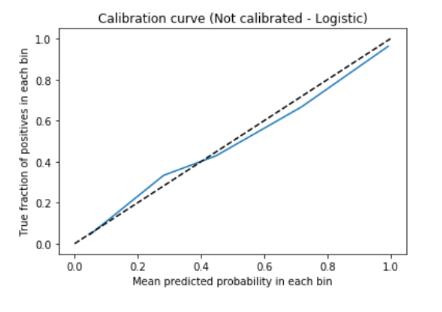 Calibration curve (Not calibrated - Logistic)
True fraction of positives in each bin
1.0
0.8
0.6
0.4
0.2
0.0
0.0 0.2 0.4 0.6 0.8 1.0
Mean predicted probability in each bin